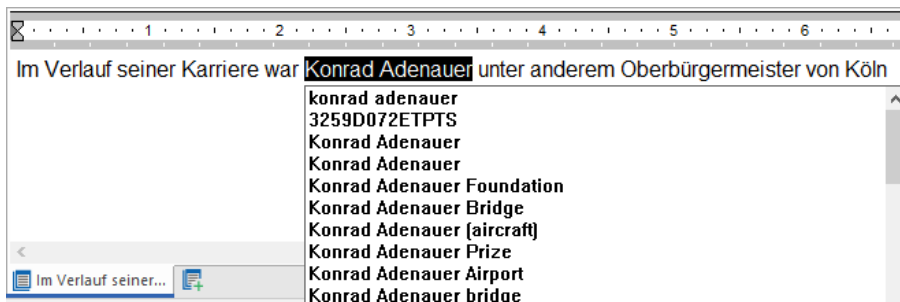 1 2 3 4 5 6
Im Verlauf seiner Karriere war Konrad Adenauer unter anderem Oberbürgermeister von Köln
konrad adenauer
3259D072ETPTS
Konrad Adenauer
Konrad Adenauer
Konrad Adenauer Foundation
Konrad Adenauer Bridge
Konrad Adenauer (aircraft)
Konrad Adenauer Prize
Konrad Adenauer Airport
Konrad Adenauer bridge
Im Verlauf seiner...